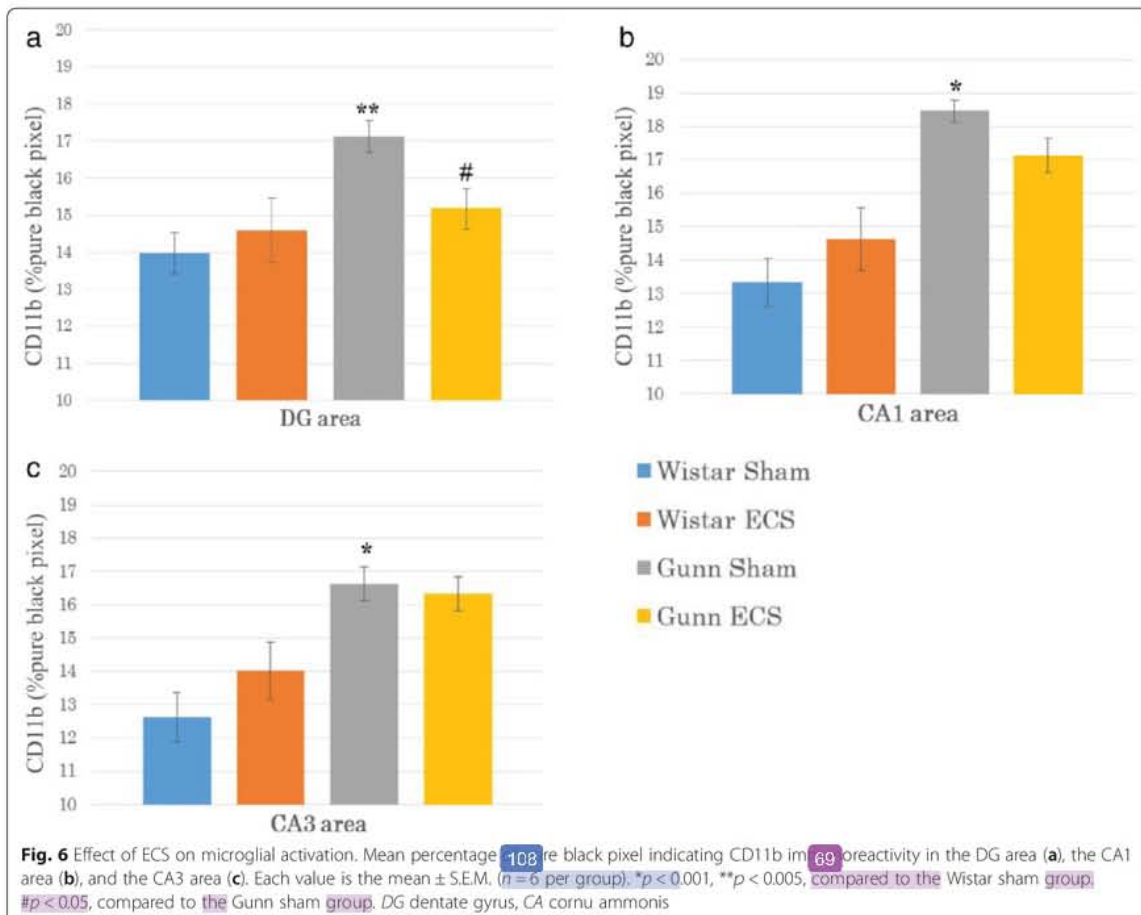 a
20
19
18
17
16
15
14
13
12
11
10
CD11b (%pure black pixel)
**
#
DG area
b
20
19
18
17
16
15
14
13
12
11
10
CD11b (%pure black pixel)
*
CA1 area
c
20
19
18
17
16
15
14
13
12
11
10
CD11b (%pure black pixel)
*
CA3 area
Wistar Sham
Wistar ECS
Gunn Sham
Gunn ECS
Fig. 6 Effect of ECS on microglial activation. Mean percentage 108 re black pixel indicating CD11b im 69 oreactivity in the DG area (a), the CA1
area (b), and the CA3 area (c). Each value is the mean ± S.E.M. (n = 6 per group). *p < 0.001, **p < 0.005, compared to the Wistar sham group.
#p < 0.05, compared to the Gunn sham group. DG dentate gyrus, CA cornu ammonis